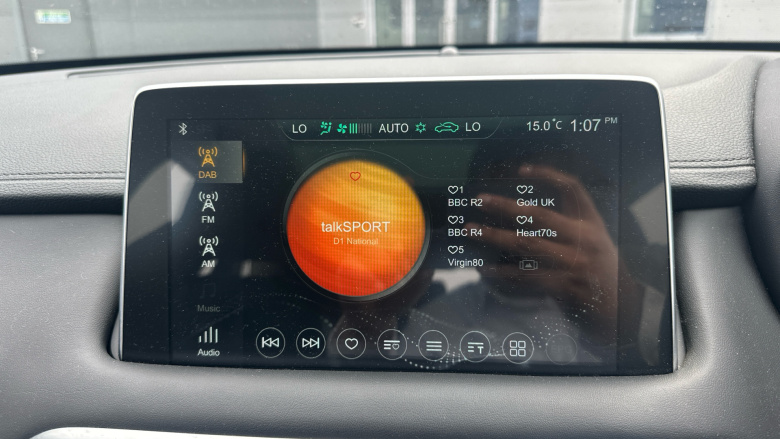 LO AUTO LO 15.0°C 1:07 PM
DAB
FM
AM
Music
Audio
talkSPORT
D1 National
1 2
BBC R2 Gold UK
3 4
BBC R4 Heart70s
5
Virgin80
T